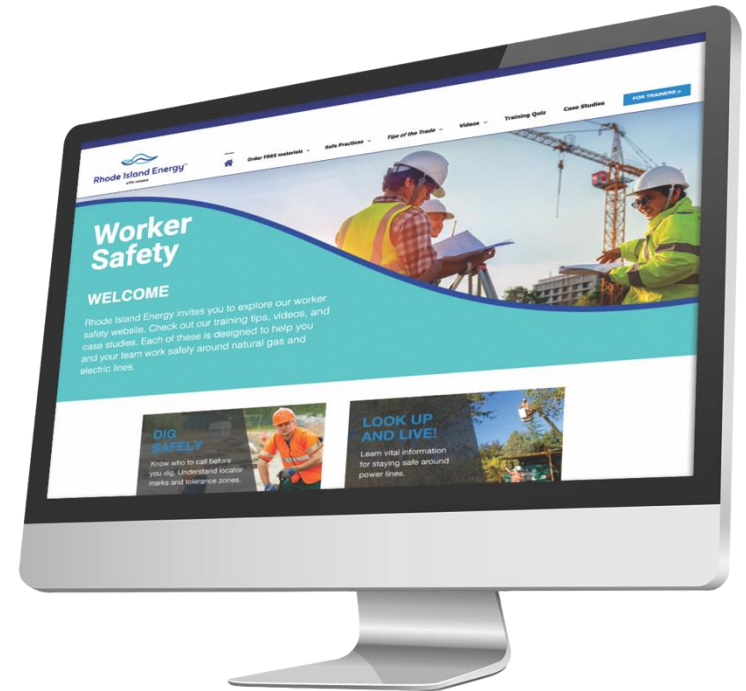 Rhode Island Energy™
a PPL company
Order FREE materials
Safe Practices
Tips of the Trade
Videos
Training Quiz
Case Studies
FOR TRAINERS »
Worker
Safety
WELCOME
Rhode Island Energy invites you to explore our worker
safety website. Check out our training tips, videos, and
case studies. Each of these is designed to help you
and your team work safely around natural gas and
electric lines.
DIG
SAFELY
Know who to call before
you dig. Understand locator
marks and tolerance zones.
LOOK UP
AND LIVE!
Learn vital information
for staying safe around
power lines.